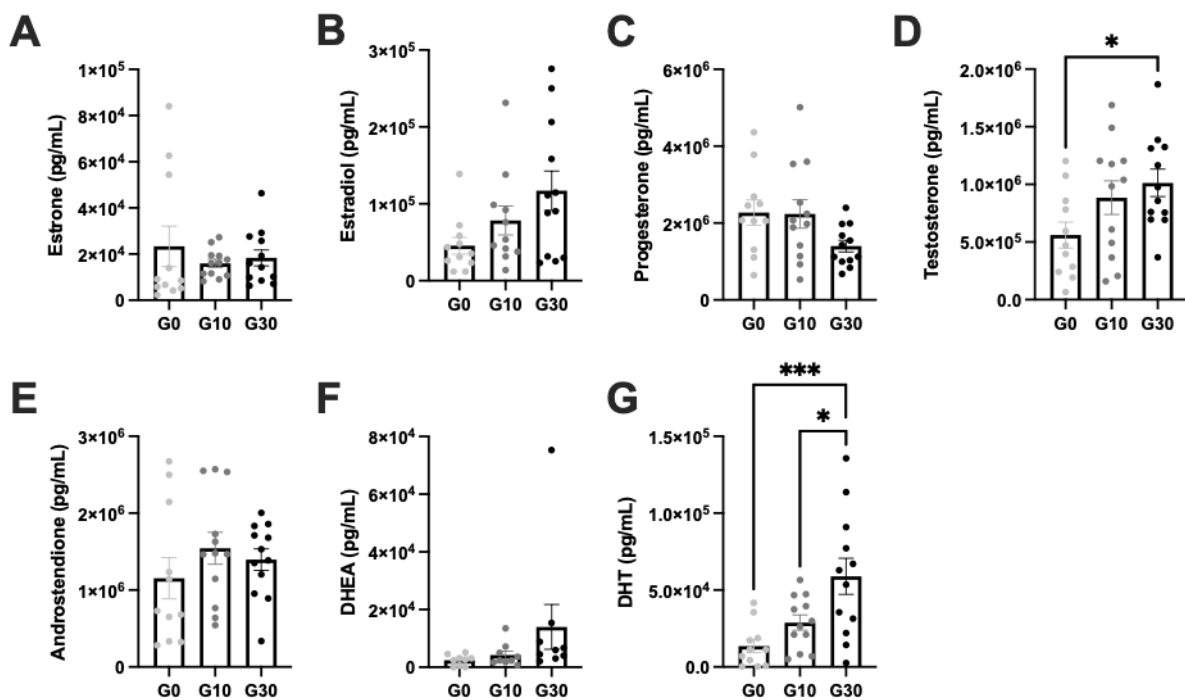 A
Estrone (pg/mL)
1×10⁵
8×10⁴
6×10⁴
4×10⁴
2×10⁴
0
G0 G10 G30
B
Estradiol (pg/mL)
3×10⁵
2×10⁵
1×10⁵
0
G0 G10 G30
C
Progesterone (pg/mL)
6×10⁶
4×10⁶
2×10⁶
0
G0 G10 G30
D
*
Testosterone (pg/mL)
2.0×10⁶
1.5×10⁶
1.0×10⁶
5.0×10⁵
0.0
G0 G10 G30
E
Androstendione (pg/mL)
3×10⁶
2×10⁶
1×10⁶
0
G0 G10 G30
F
DHEA (pg/mL)
8×10⁴
6×10⁴
4×10⁴
2×10⁴
0
G0 G10 G30
G
***
*
DHT (pg/mL)
1.5×10⁵
1.0×10⁵
5.0×10⁴
0.0
G0 G10 G30